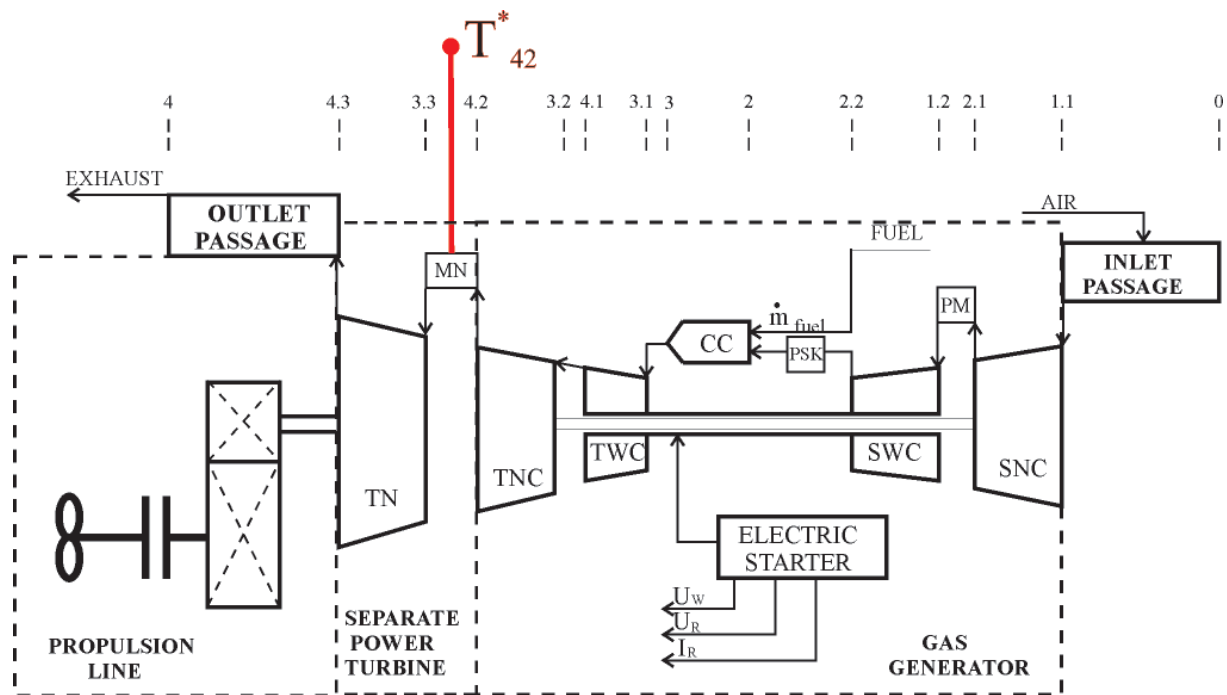 T*42
4
4.3
3.3
4.2
3.2
4.1
3.1
3
2
2.2
1.2
2.1
1.1
0
EXHAUST
OUTLET
PASSAGE
AIR
FUEL
INLET
PASSAGE
MN
PM
ṁ fuel
CC
PSK
TN
TNC
TWC
SWC
SNC
ELECTRIC
STARTER
UW
UR
IR
PROPULSION
LINE
SEPARATE
POWER
TURBINE
GAS
GENERATOR